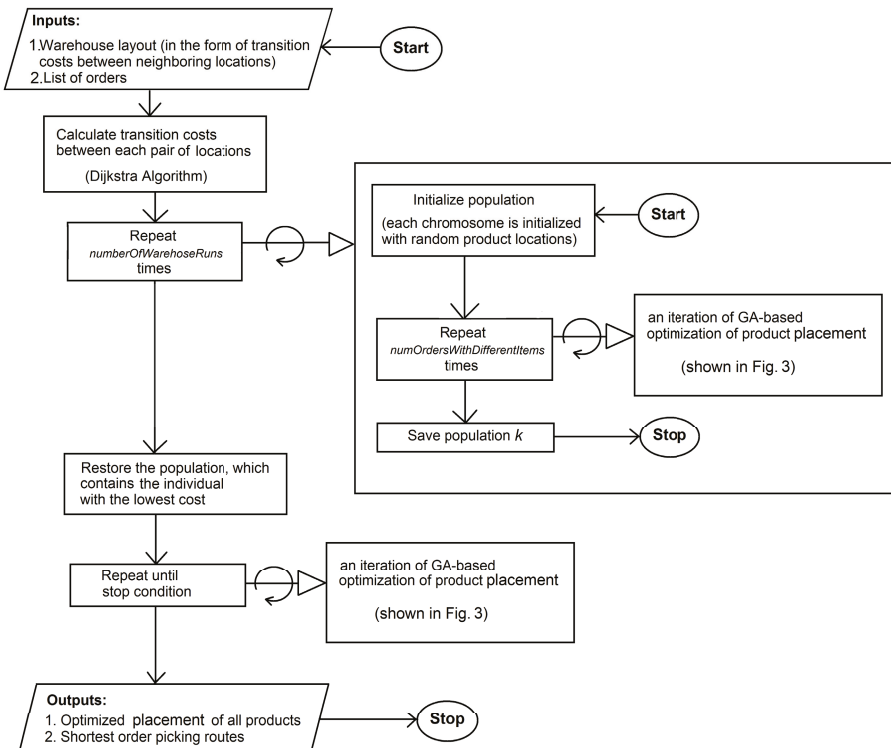 Inputs:
1.Warehouse layout (in the form of transition
costs between neighboring locations)
2.List of orders
Start
Calculate transition costs
between each pair of locations
(Dijkstra Algorithm)
Repeat
numberOfWarehoseRuns
times
Initialize population
(each chromosome is initialized
with random product locations)
Start
Repeat
numOrdersWithDifferentItems
times
an iteration of GA-based
optimization of product placement
(shown in Fig. 3)
Save population k
Stop
Restore the population, which
contains the individual
with the lowest cost
Repeat until
stop condition
an iteration of GA-based
optimization of product placement
(shown in Fig. 3)
Outputs:
1. Optimized placement of all products
2. Shortest order picking routes
Stop